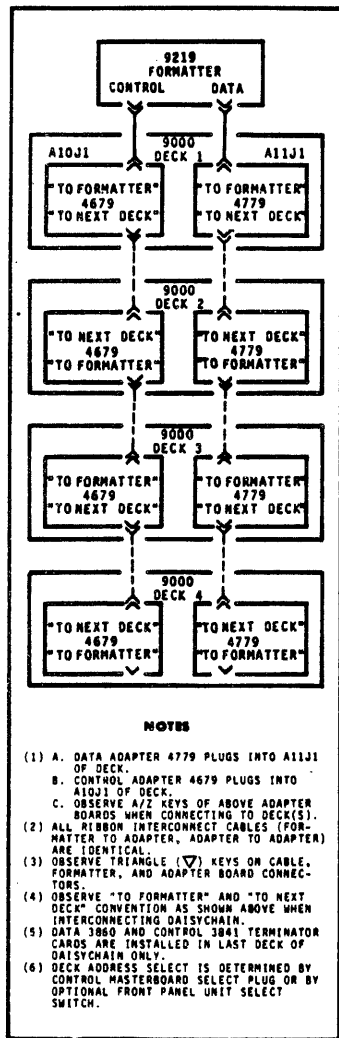 9219
FORMATTER
CONTROL DATA
A10J1 9000 A11J1
DECK 1
"TO FORMATTER" "TO FORMATTER"
4679 4779
"TO NEXT DECK" "TO NEXT DECK"
9000
DECK 2
"TO NEXT DECK" "TO NEXT DECK"
4679 4779
"TO FORMATTER" "TO FORMATTER"
9000
DECK 3
"TO FORMATTER" "TO FORMATTER"
4679 4779
"TO NEXT DECK" "TO NEXT DECK"
9000
DECK 4
"TO NEXT DECK" "TO NEXT DECK"
4679 4779
"TO FORMATTER" "TO FORMATTER"
NOTES
(1) A. DATA ADAPTER 4779 PLUGS INTO A11J1
OF DECK.
B. CONTROL ADAPTER 4679 PLUGS INTO
A10J1 OF DECK.
C. OBSERVE A/Z KEYS OF ABOVE ADAPTER
BOARDS WHEN CONNECTING TO DECK(S).
(2) ALL RIBBON INTERCONNECT CABLES (FOR-
MATTER TO ADAPTER, ADAPTER TO ADAPTER)
ARE IDENTICAL.
(3) OBSERVE TRIANGLE (▽) KEYS ON CABLE,
FORMATTER, AND ADAPTER BOARD CONNEC-
TORS.
(4) OBSERVE "TO FORMATTER" AND "TO NEXT
DECK" CONVENTION AS SHOWN ABOVE WHEN
INTERCONNECTING DAISYCHAIN.
(5) DATA 3860 AND CONTROL 3841 TERMINATOR
CARDS ARE INSTALLED IN LAST DECK OF
DAISYCHAIN ONLY.
(6) DECK ADDRESS SELECT IS DETERMINED BY
CONTROL MASTERBOARD SELECT PLUG OR BY
OPTIONAL FRONT PANEL UNIT SELECT
SWITCH.